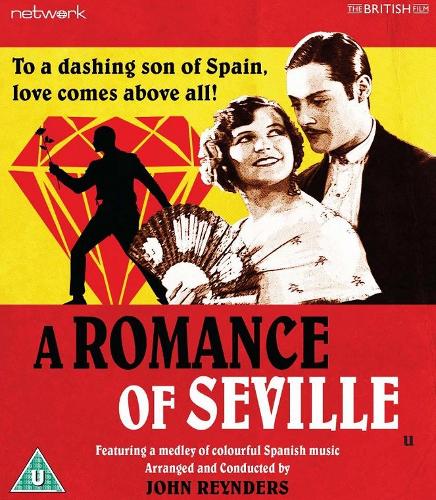 network
THE BRITISH FILM
To a dashing son of Spain,
love comes above all!
A ROMANCE
OF SEVILLE
U
Featuring a medley of colourful Spanish music
Arranged and Conducted by
JOHN REYNDERS
U